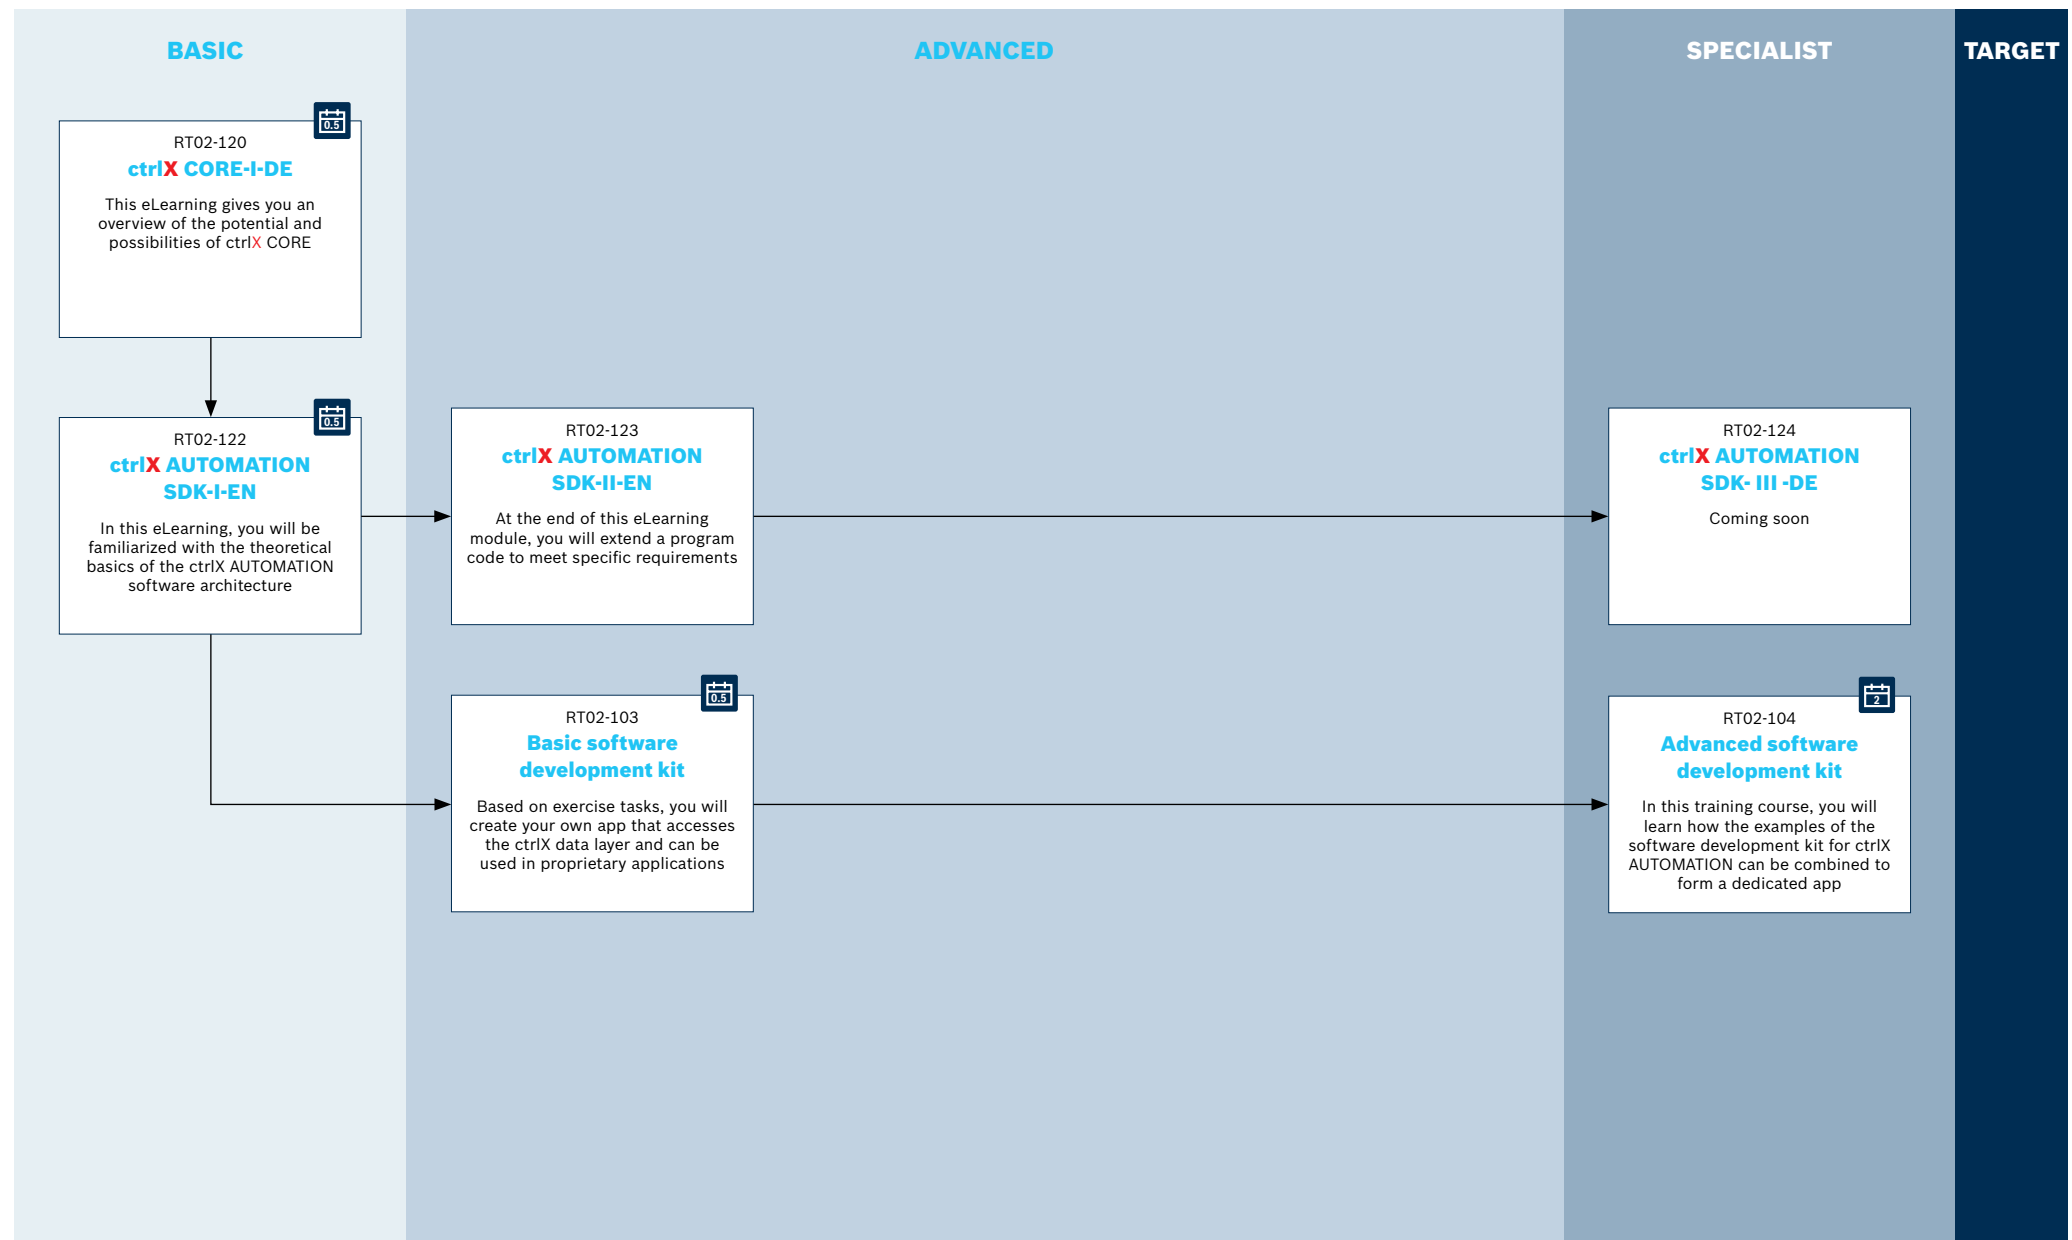 BASIC
ADVANCED
SPECIALIST
TARGET
0.5
RT02-120
ctrlX CORE-I-DE
This eLearning gives you an
overview of the potential and
possibilities of ctrlX CORE
0.5
RT02-122
ctrlX AUTOMATION
SDK-I-EN
In this eLearning, you will be
familiarized with the theoretical
basics of the ctrlX AUTOMATION
software architecture
RT02-123
ctrlX AUTOMATION
SDK-II-EN
At the end of this eLearning
module, you will extend a program
code to meet specific requirements
RT02-124
ctrlX AUTOMATION
SDK- III -DE
Coming soon
0.5
RT02-103
Basic software
development kit
Based on exercise tasks, you will
create your own app that accesses
the ctrlX data layer and can be
used in proprietary applications
2
RT02-104
Advanced software
development kit
In this training course, you will
learn how the examples of the
software development kit for ctrlX
AUTOMATION can be combined to
form a dedicated app